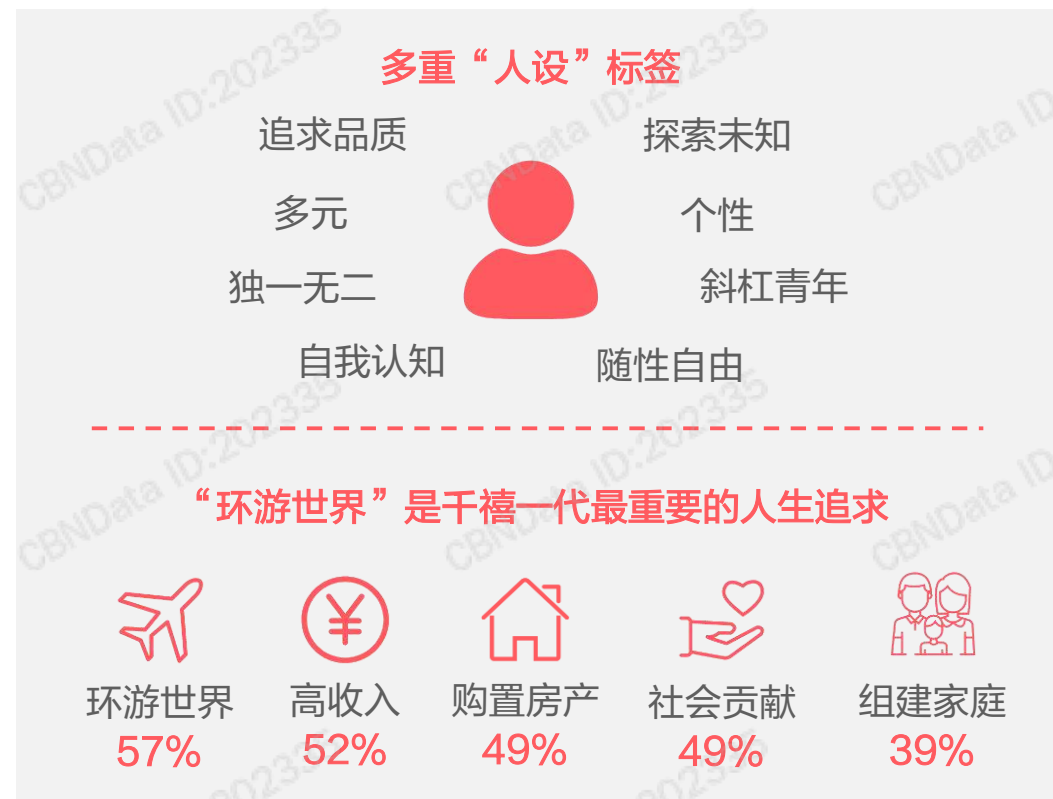 多重“人设”标签
追求品质 探索未知
多元 个性
独一无二 斜杠青年
自我认知 随性自由
“环游世界”是千禧一代最重要的人生追求
环游世界 高收入 购置房产 社会贡献 组建家庭
57% 52% 49% 49% 39%
CBNData ID:202335